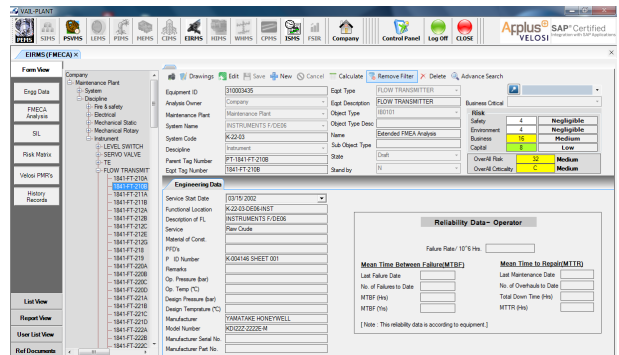 VAIL-PLANT
PEMS SIMS PSVMS LEMS PIMS MEMS CIMS EIRMS HIMS WHMS CPMS ISMS FSIR Company Control Panel Log Off CLOSE
Applus VELOSI SAP Certified
Integration with SAP Applications
EIRMS (FMECA) ×
Form View
Engg Data
FMECA Analysis
SIL
Risk Matrix
Velosi PMR's
History Records
List View
Report View
User List View
Ref Documents
Company
Maintenance Plant
System
Discipline
Fire & safety
Electrical
Mechanical Static
Mechanical Rotary
Instrument
LEVEL SWITCH
SERVO VALVE
TE
FLOW TRANSMITT
1841-FT-210A
1841-FT-210B
1841-FT-211A
1841-FT-211B
1841-FT-212A
1841-FT-212B
1841-FT-212C
1841-FT-212E
1841-FT-212G
1841-FT-218
1841-FT-219
1841-FT-220A
1841-FT-220B
1841-FT-220C
1841-FT-220D
1841-FT-221A
1841-FT-221B
1841-FT-221C
1841-FT-221D
1841-FT-222A
1841-FT-222B
1841-FT-222C
Drawings Edit Save New Cancel Calculate Remove Filter Delete Advance Search
Equipment ID 310003435
Analysis Owner Company
Maintenance Plant Maintenance Plant
System Name INSTRUMENTS F/DE06
System Code K-22-03
Discipline Instrument
Parent Tag Number PT-1841-FT-210B
Eqpt Tag Number 1841-FT-210B
Eqpt Type FLOW TRANSMITTER
Eqpt Description FLOW TRANSMITTER
Object Type IB0101
Object Type Desc
Name Extended FMEA Analysis
Sub Object Type
State Draft
Stand by N
Business Critical
Risk
Safety 4 Negligible
Environment 4 Negligible
Business 16 Medium
Capital 8 Low
OverAll Risk 32 Medium
OverAll Criticality C Medium
Engineering Data
Service Start Date 03/15/2002
Functional Location K-22-03-DE06-INST
Description of FL INSTRUMENTS F/DE06
Service Raw Crude
Material of Const.
PFD's
P ID Number K-004146 SHEET 001
Remarks
Op. Pressure (bar)
Op. Temp (°C)
Design Pressure (bar)
Design Temprature (°C)
Manufacturer YAMATAKE HONEYWELL
Model Number KDI22Z-2222E-M
Manufacturer Serial No.
Manufacturer Part No.
Reliability Data- Operator
Failure Rate/ 10^6 Hrs.
Mean Time Between Failure(MTBF)
Last Failure Date
No. of Failures to Date
MTBF (Hrs)
MTBF (Yrs)
Mean Time to Repair(MTTR)
Last Maintenance Date
No. of Overhauls to Date
Total Down Time (Hrs)
MTTR (Hrs)
[ Note : This reliability data is according to equipment.]